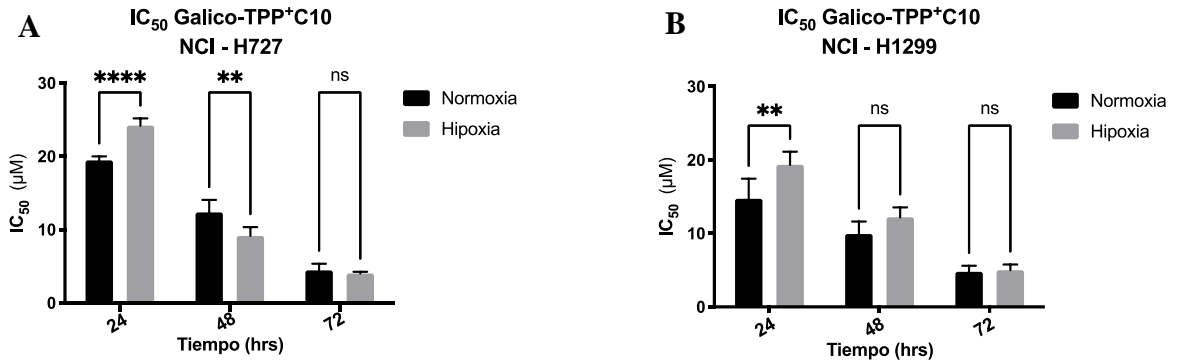 A
IC50 Galico-TPP+C10
NCI - H727
**** ** ns
30
20
10
0
IC50 (µM)
24 48 72
Tiempo (hrs)
Normoxia
Hipoxia
B
IC50 Galico-TPP+C10
NCI - H1299
** ns ns
30
20
10
0
IC50 (µM)
24 48 72
Tiempo (hrs)
Normoxia
Hipoxia